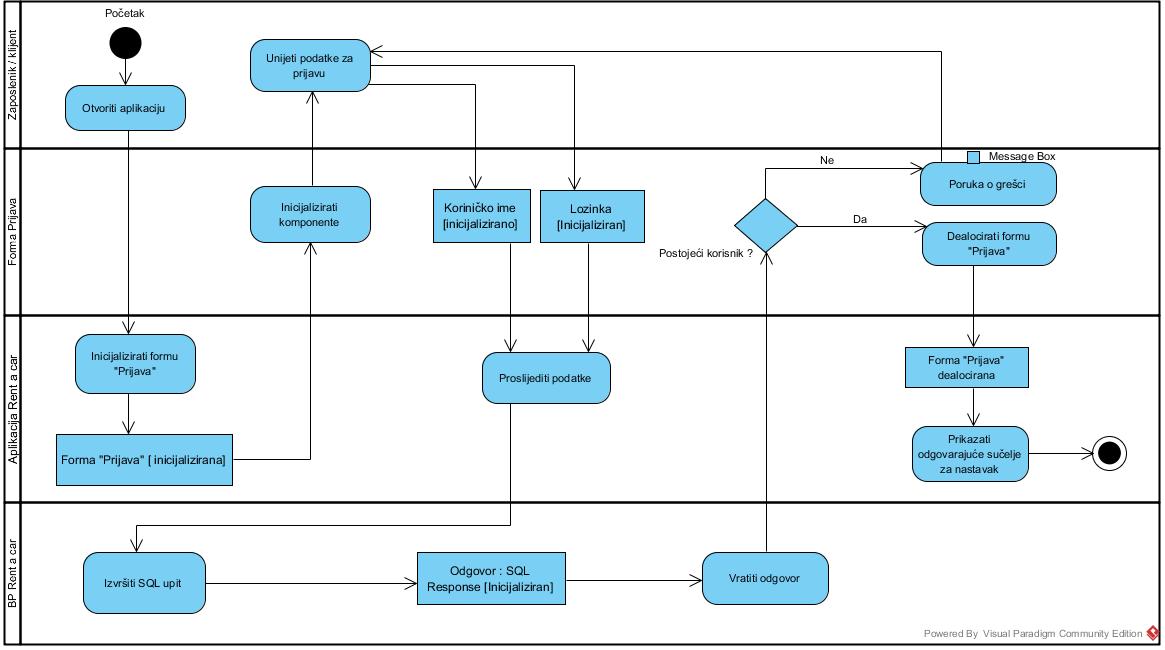 Zaposlenik / klijent
Početak
Otvoriti aplikaciju
Unijeti podatke za
prijavu
Forma Prijava
Inicijalizirati
komponente
Koriničko ime
[inicijalizirano]
Lozinka
[Inicijaliziran]
Postojeći korisnik ?
Ne
Da
Message Box
Poruka o grešci
Dealocirati formu
"Prijava"
Aplikacija Rent a car
Inicijalizirati formu
"Prijava"
Forma "Prijava" [ inicijalizirana]
Proslijediti podatke
Forma "Prijava"
dealocirana
Prikazati
odgovarajuće sučelje
za nastavak
BP Rent a car
Izvršiti SQL upit
Odgovor : SQL
Response [Inicijaliziran]
Vratiti odgovor
Powered By Visual Paradigm Community Edition